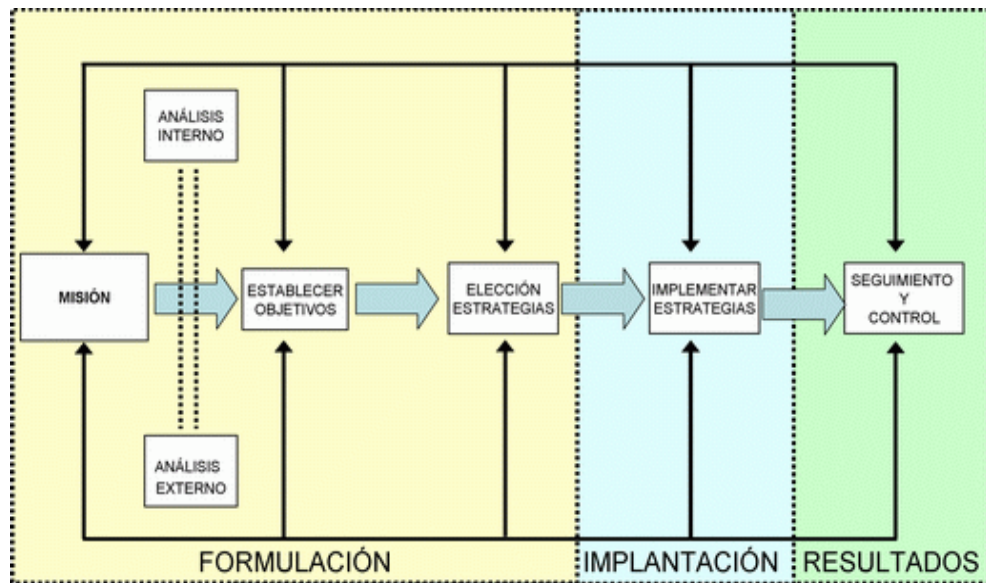 ANÁLISIS
INTERNO
MISIÓN
ESTABLECER
OBJETIVOS
ELECCIÓN
ESTRATEGIAS
IMPLEMENTAR
ESTRATEGIAS
SEGUIMIENTO
Y
CONTROL
ANÁLISIS
EXTERNO
FORMULACIÓN
IMPLANTACIÓN
RESULTADOS